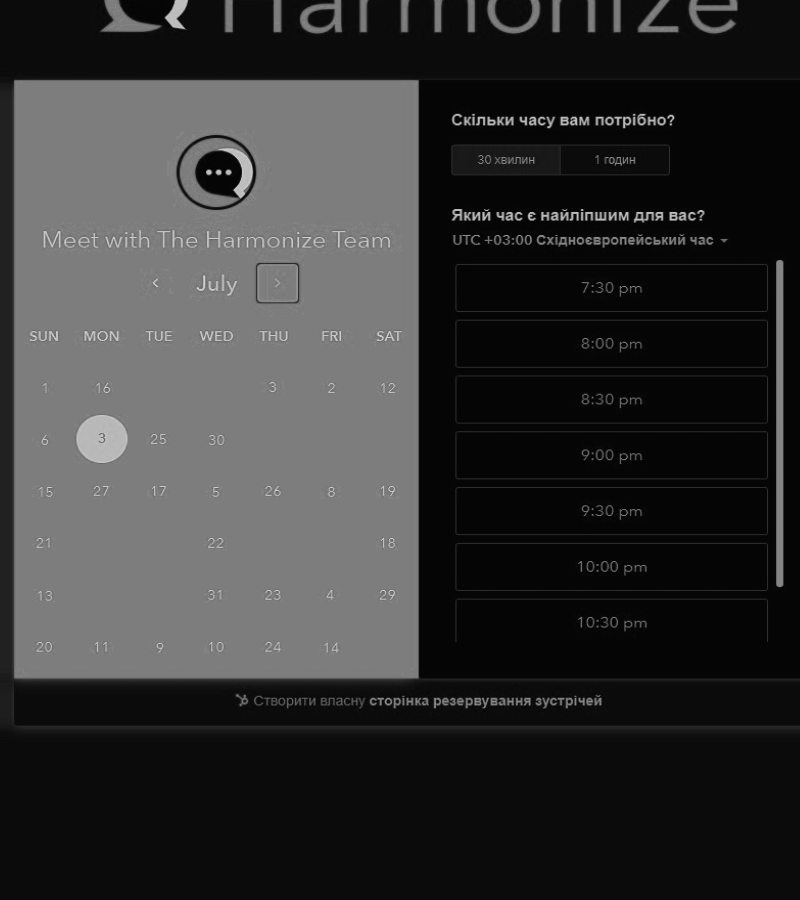 Harmonize
Meet with The Harmonize Team
July
SUN MON TUE WED THU FRI SAT
1 16 3 2 12
6 3 25 30
15 27 17 5 26 8 19
21 22 18
13 31 23 4 29
20 11 9 10 24 14
Скільки часу вам потрібно?
30 хвилин 1 годин
Який час є найліпшим для вас?
UTC +03:00 Східноєвропейський час
7:30 pm
8:00 pm
8:30 pm
9:00 pm
9:30 pm
10:00 pm
10:30 pm
Створити власну сторінка резервування зустрічей